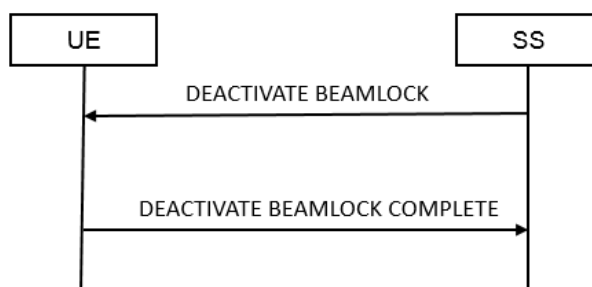 UE
SS
DEACTIVATE BEAMLOCK
DEACTIVATE BEAMLOCK COMPLETE